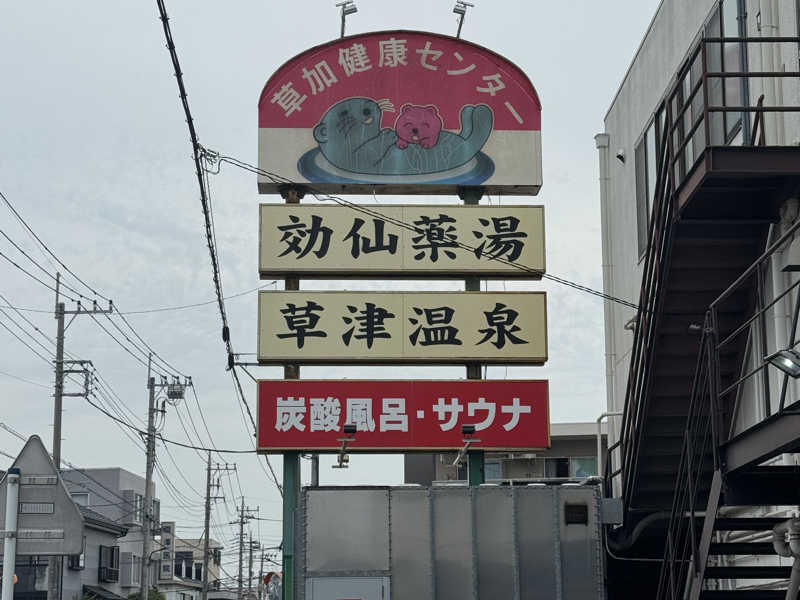 草加健康センター
効仙薬湯
草津温泉
炭酸風呂・サウナ